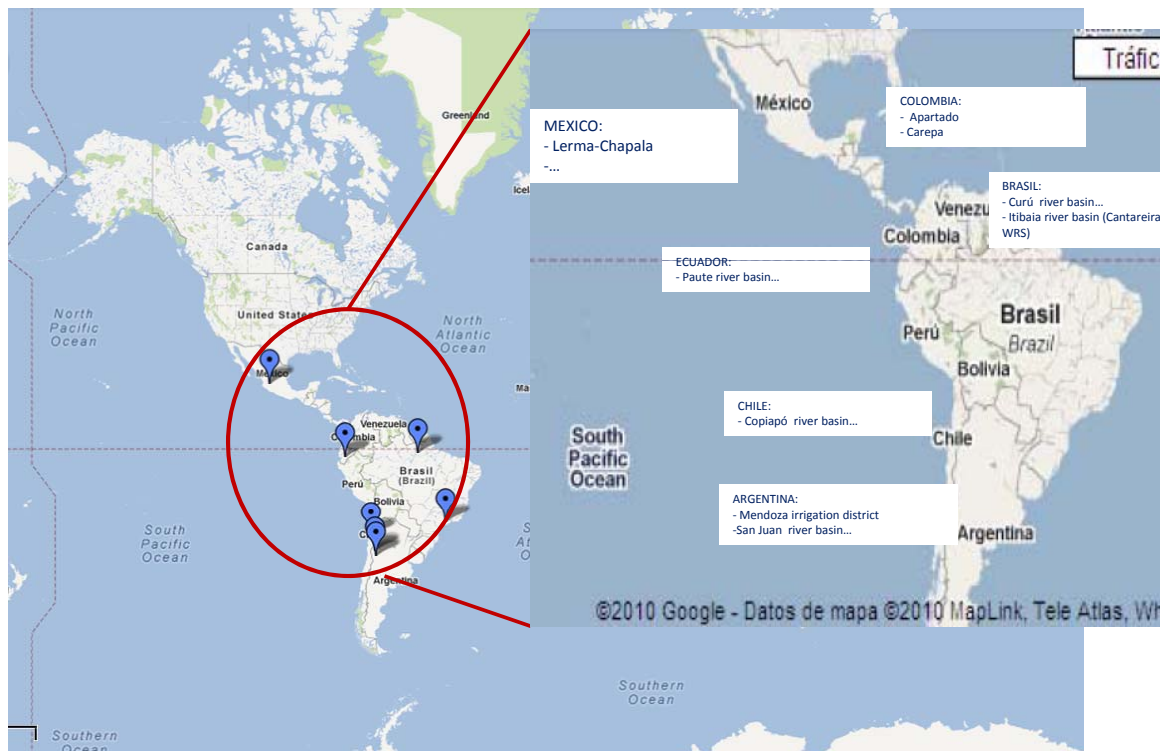 Greenland
Canada
North
Pacific
Ocean
United States
North
Atlantic
Ocean
México
Venezuela
Colombia
Brasil
(Brazil)
Perú
Bolivia
South
Pacific
Ocean
Argentina
Southern
Ocean
Southern
Ocean
Tráfic
México
MEXICO:
- Lerma-Chapala
-...
COLOMBIA:
- Apartado
- Carepa
BRASIL:
- Curú river basin...
- Itibaia river basin (Cantareira
WRS)
Venezu
Colombia
ECUADOR:
- Paute river basin...
Brasil
Brazil
Perú
Bolivia
CHILE:
- Copiapó river basin...
Chile
South
Pacific
Ocean
ARGENTINA:
- Mendoza irrigation district
-San Juan river basin...
Argentina
©2010 Google - Datos de mapa ©2010 MapLink, Tele Atlas, Wh